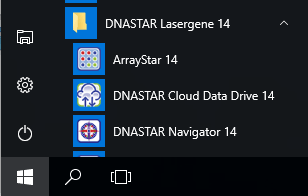 DNASTAR Lasergene 14
ArrayStar 14
DNASTAR Cloud Data Drive 14
DNASTAR Navigator 14